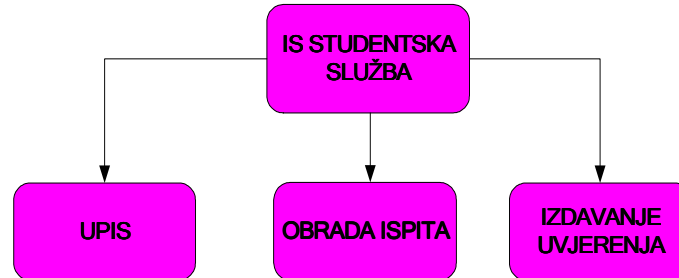 IS STUDENTSKA
SLUŽBA
UPIS
OBRADA ISPITA
IZDAVANJE
UVJERENJA